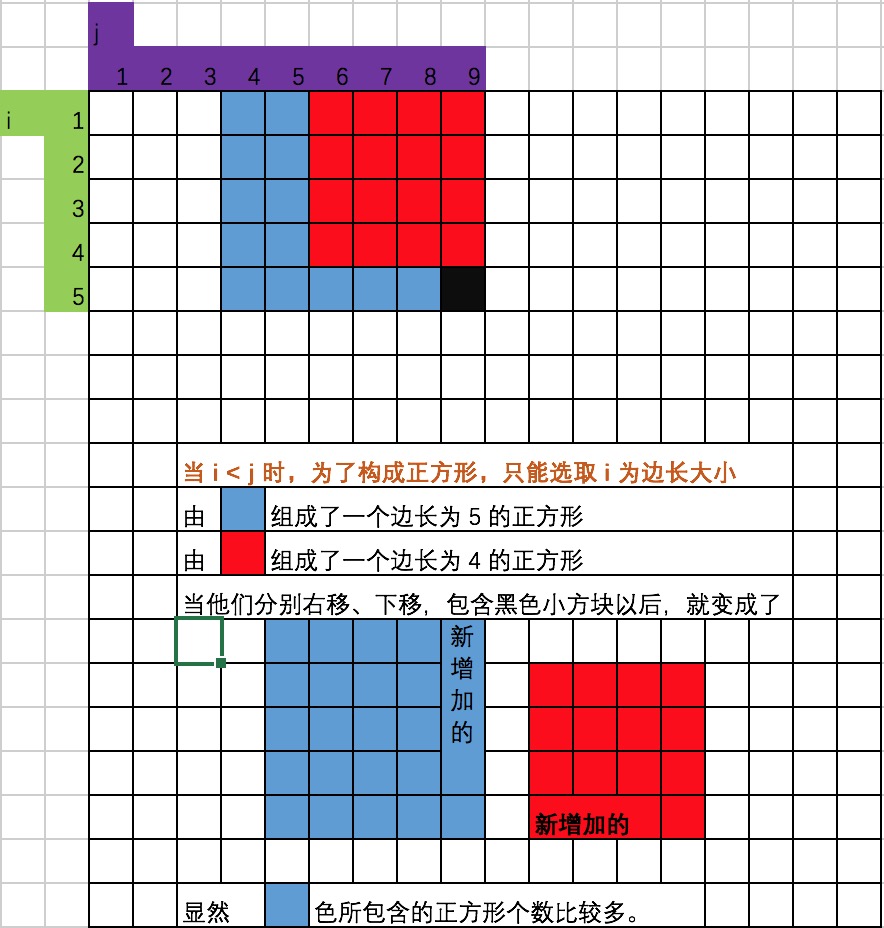 j
1 2 3 4 5 6 7 8 9
i 1
2
3
4
5
当 i < j 时，为了构成正方形，只能选取 i 为边长大小
由 组成了一个边长为 5 的正方形
由 组成了一个边长为 4 的正方形
当他们分别右移、下移，包含黑色小方块以后，就变成了
新
增
加
的
新增加的
显然 色所包含的正方形个数比较多。